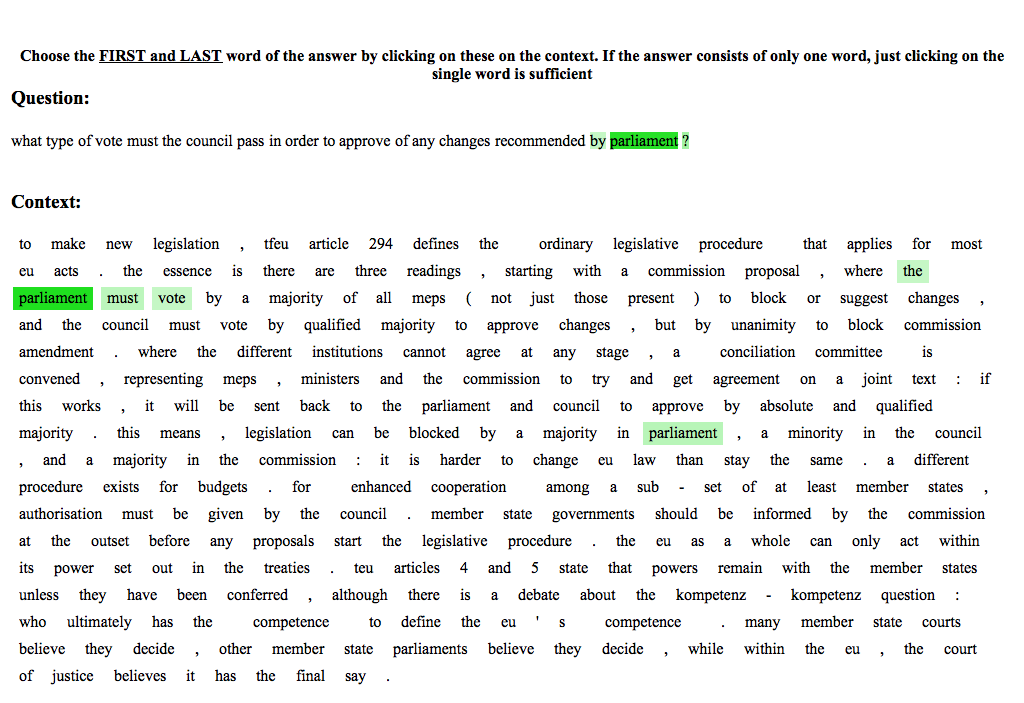 Choose the FIRST and LAST word of the answer by clicking on these on the context. If the answer consists of only one word, just clicking on the
single word is sufficient
Question:
what type of vote must the council pass in order to approve of any changes recommended by parliament ?
Context:
to make new legislation , tfeu article 294 defines the ordinary legislative procedure that applies for most
eu acts . the essence is there are three readings , starting with a commission proposal , where the
parliament must vote by a majority of all meps ( not just those present ) to block or suggest changes ,
and the council must vote by qualified majority to approve changes , but by unanimity to block commission
amendment . where the different institutions cannot agree at any stage , a conciliation committee is
convened , representing meps , ministers and the commission to try and get agreement on a joint text : if
this works , it will be sent back to the parliament and council to approve by absolute and qualified
majority . this means , legislation can be blocked by a majority in parliament , a minority in the council
, and a majority in the commission : it is harder to change eu law than stay the same . a different
procedure exists for budgets . for enhanced cooperation among a sub - set of at least member states ,
authorisation must be given by the council . member state governments should be informed by the commission
at the outset before any proposals start the legislative procedure . the eu as a whole can only act within
its power set out in the treaties . teu articles 4 and 5 state that powers remain with the member states
unless they have been conferred , although there is a debate about the kompetenz - kompetenz question :
who ultimately has the competence to define the eu ' s competence . many member state courts
believe they decide , other member state parliaments believe they decide , while within the eu , the court
of justice believes it has the final say .